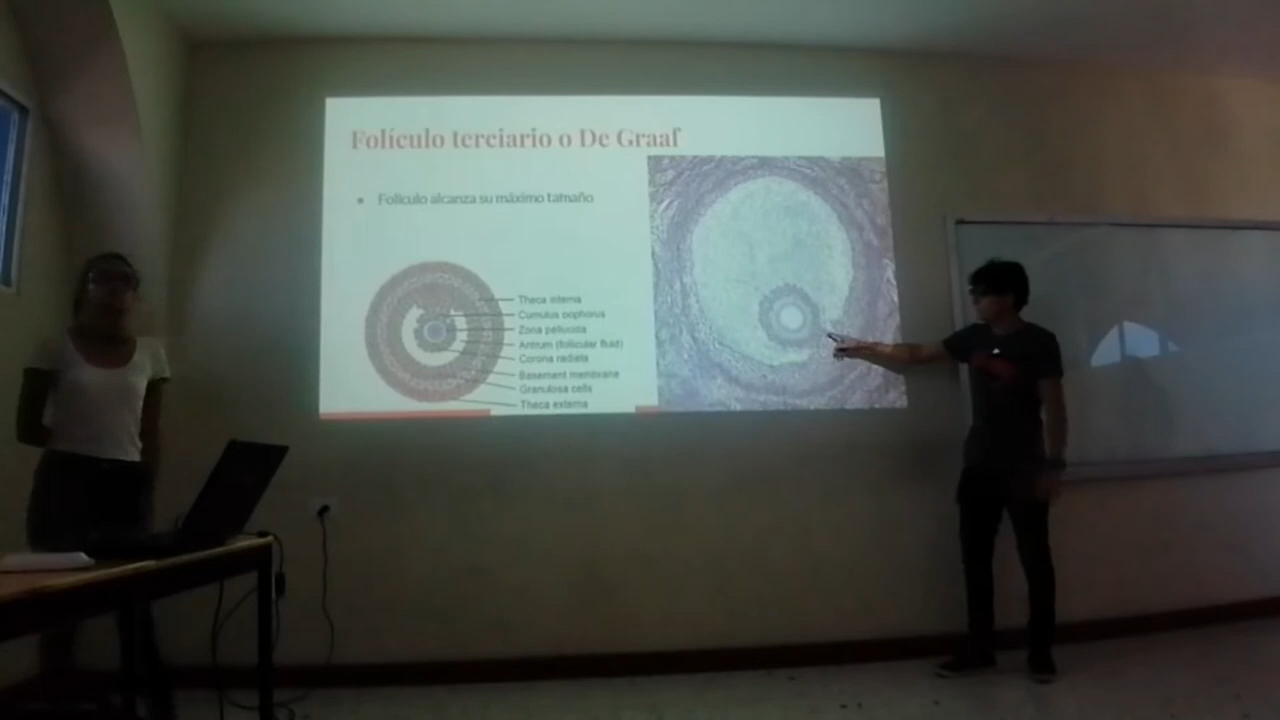 Folículo terciario o De Graaf
Folículo alcanza su máximo tamaño
Theca interna
Cumulus oophorus
Zona pellucida
Antrum (follicular fluid)
Corona radiata
Basement membrane
Granulosa cells
Theca externa